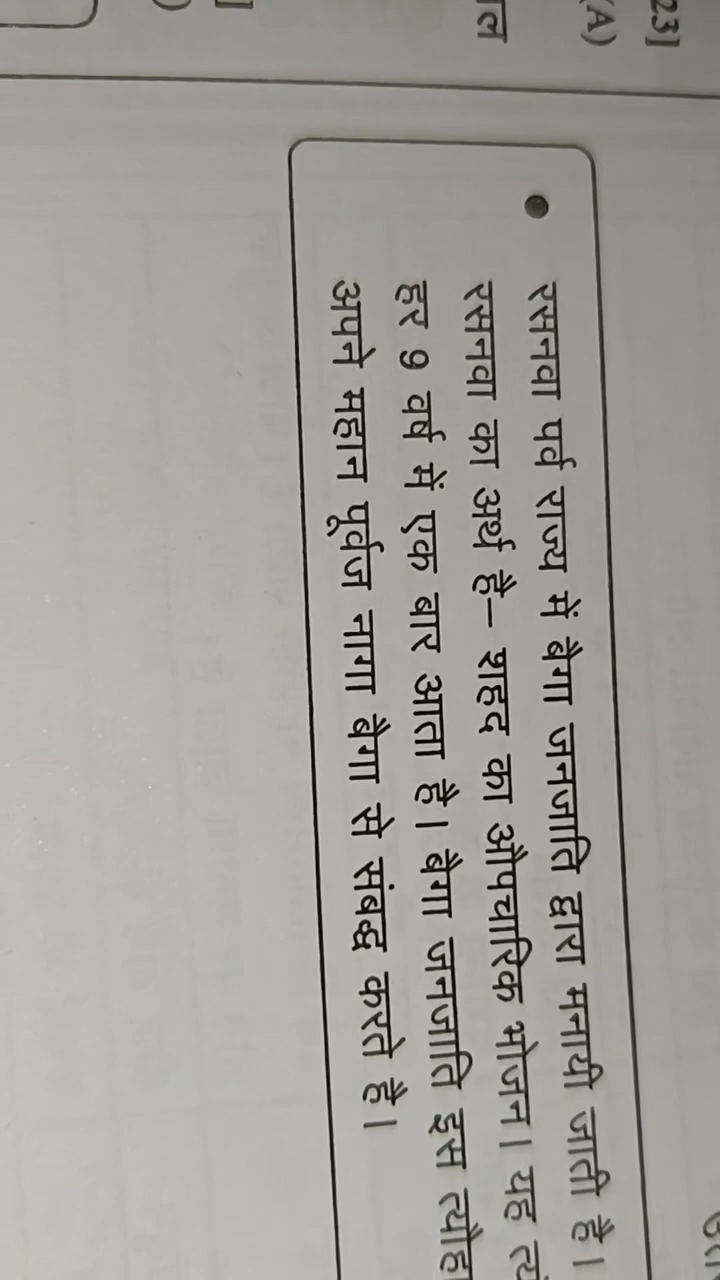 23]
(A)
रसनवा पर्व राज्य में बैगा जनजाति द्वारा मनायी जाती है।
रसनवा का अर्थ है– शहद का औपचारिक भोजन। यह
हर 9 वर्ष में एक बार आता है। बैगा जनजाति इस
अपने महान पूर्वज नागा बैगा से संबद्ध करते है।